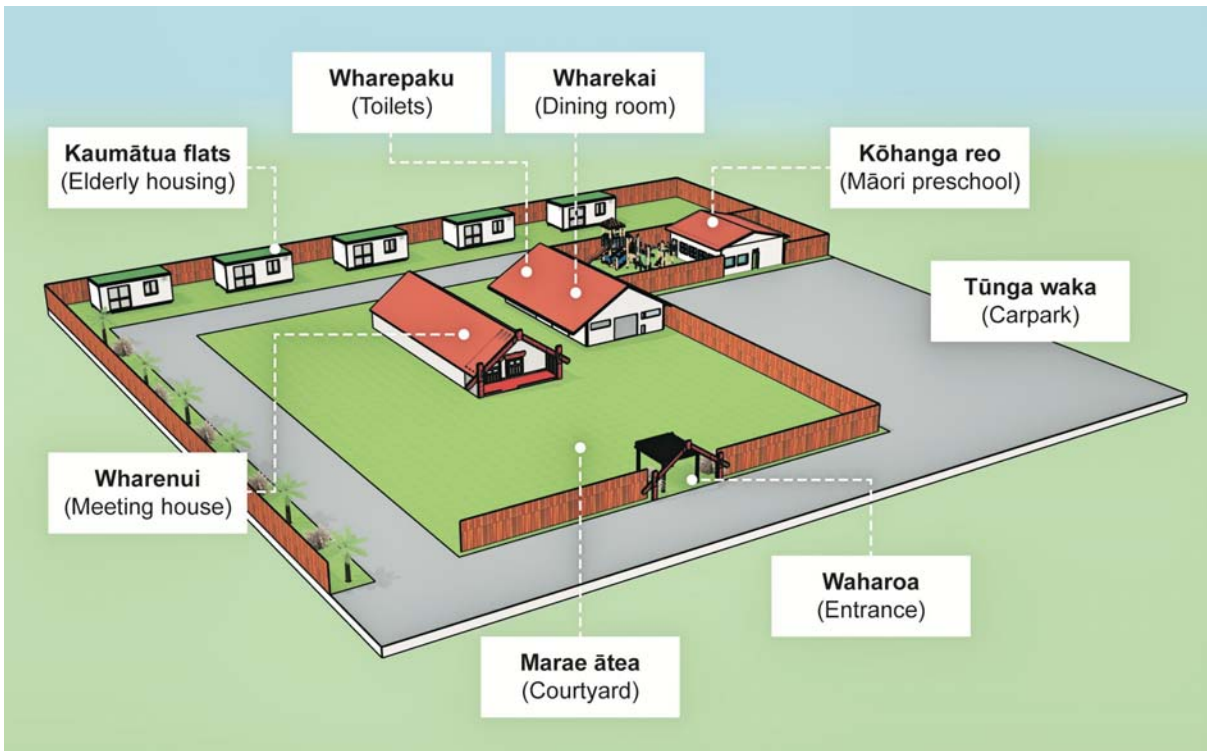 Wharepaku
(Toilets)
Wharekai
(Dining room)
Kaumātua flats
(Elderly housing)
Kōhanga reo
(Māori preschool)
Tūnga waka
(Carpark)
Wharenui
(Meeting house)
Waharoa
(Entrance)
Marae ātea
(Courtyard)